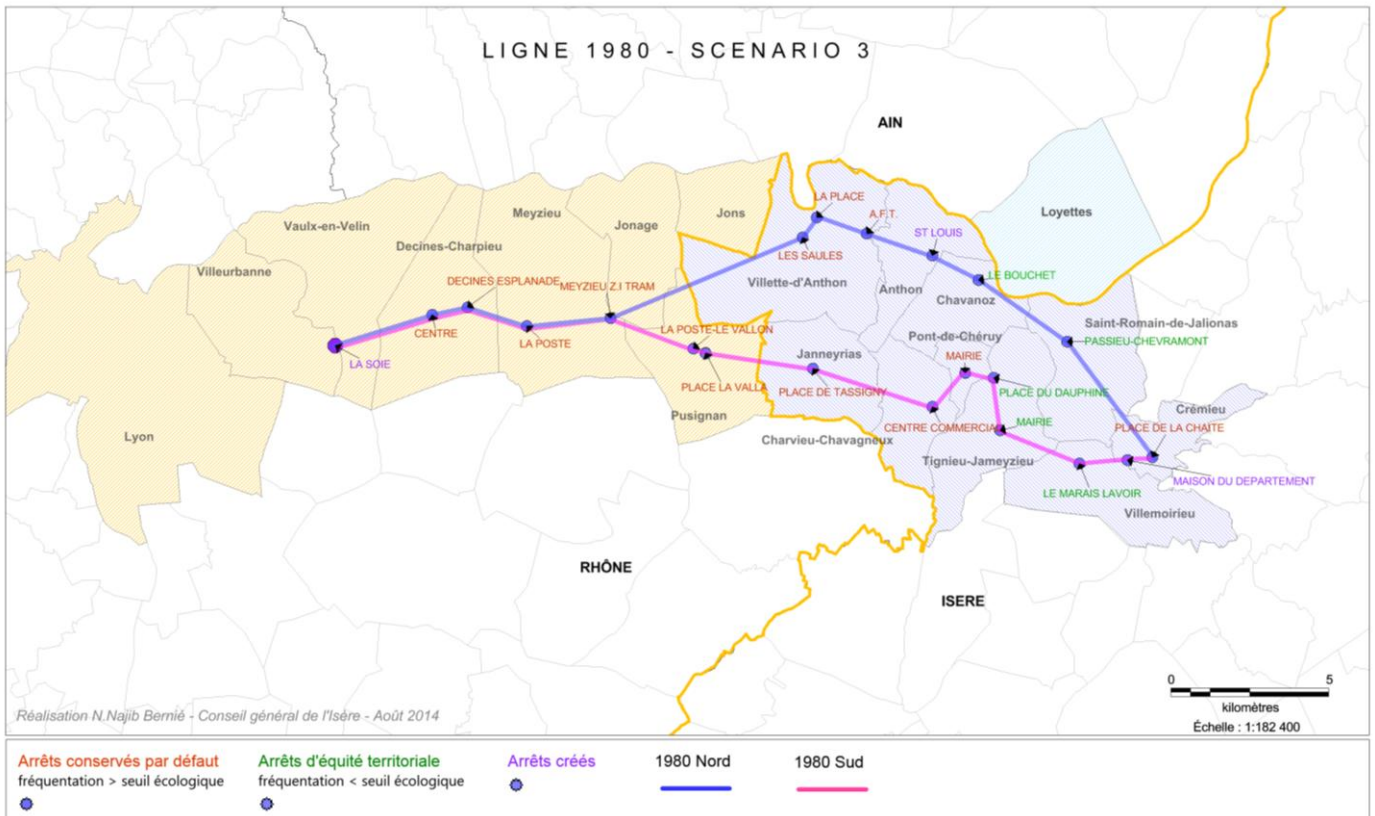 LIGNE 1980 - SCENARIO 3
AIN
LA PLACE
A.F.T.
Loyettes
Jons
Meyzieu
Jonage
Vaulx-en-Velin
ST LOUIS
Decines-Charpieu
LES SAULES
Villeurbanne
LE BOUCHET
DECINES ESPLANADE
MEYZIEU Z.I TRAM
Villette-d'Anthon
Anthon
Chavanoz
Saint-Romain-de-Jalionas
CENTRE
LA POSTE
LA POSTE-LE VALLON
Pont-de-Chéruy
PASSIEU-CHEVRAMONT
LA SOIE
Janneyrias
MAIRIE
PLACE LA VALLA
PLACE DE TASSIGNY
PLACE DU DAUPHINE
Pusignan
Crémieu
Lyon
CENTRE COMMERCIA
MAIRIE
PLACE DE LA CHAITE
Charvieu-Chavagneux
Tignieu-Jameyzieu
MAISON DU DEPARTEMENT
LE MARAIS LAVOIR
Villemoirieu
RHÔNE
ISERE
0 5
kilomètres
Échelle : 1:182 400
Réalisation N.Najib Bernié - Conseil général de l'Isère - Août 2014
Arrêts conservés par défaut
fréquentation > seuil écologique
Arrêts d'équité territoriale
fréquentation < seuil écologique
Arrêts créés
1980 Nord
1980 Sud